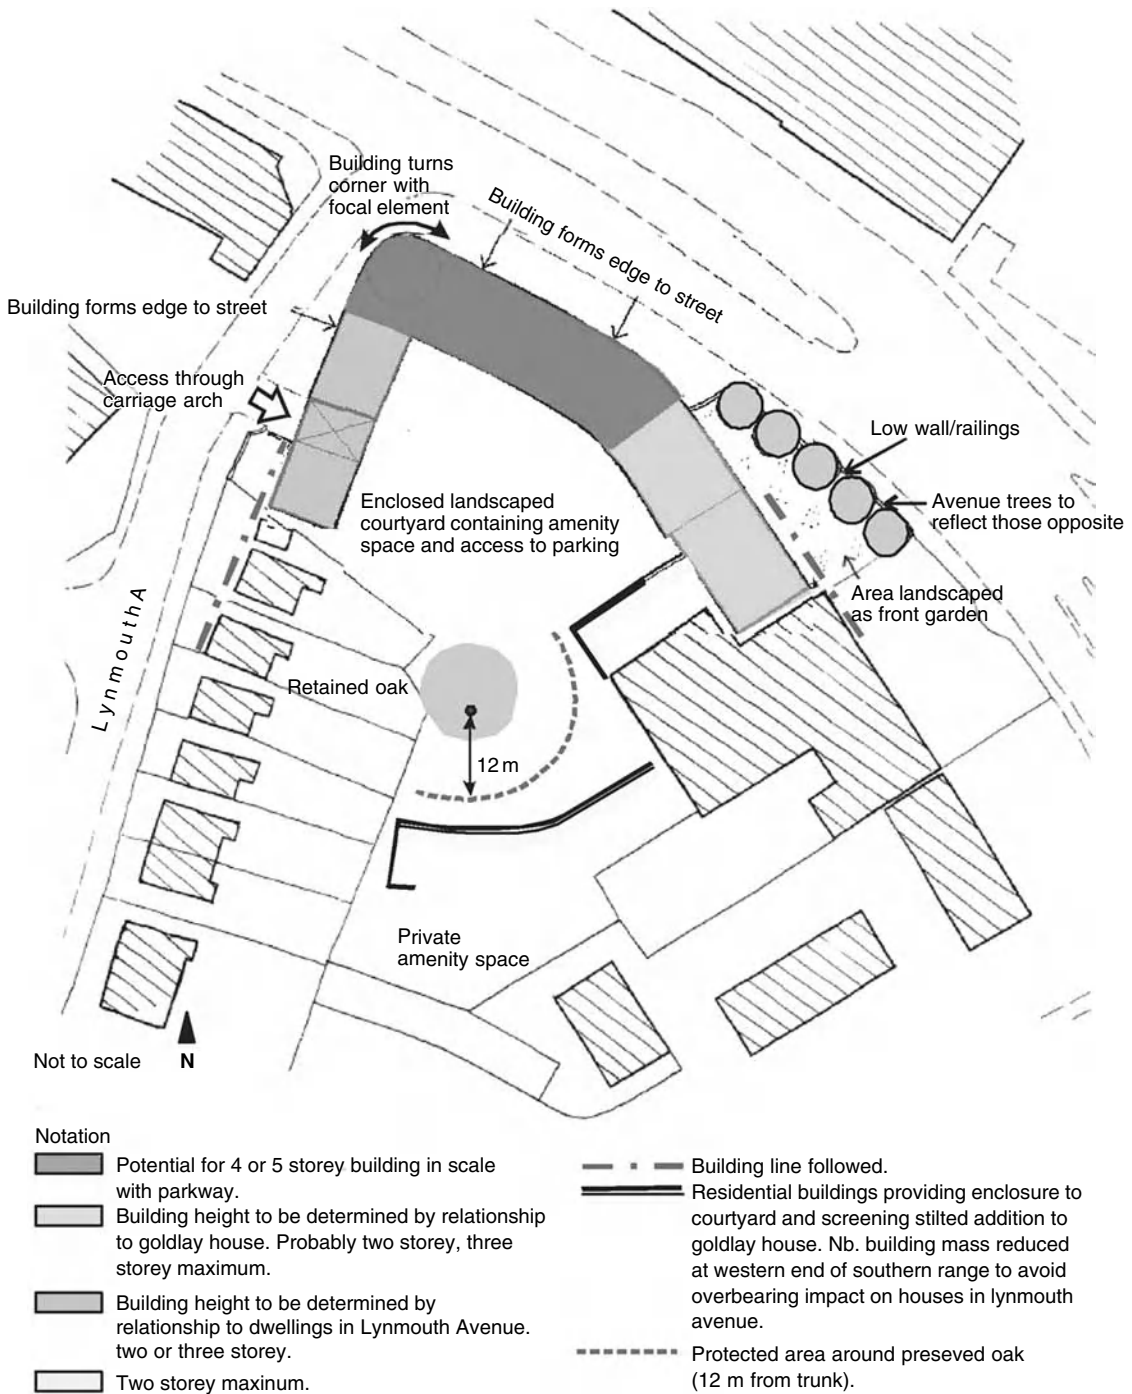 Building turns
corner with
focal element
Building forms edge to street
Building forms edge to street
Access through
carriage arch
Low wall/railings
Avenue trees to
reflect those opposite
Enclosed landscaped
courtyard containing amenity
space and access to parking
Area landscaped
as front garden
Lynmouth A
Retained oak
12 m
Private
amenity space
Not to scale
N
Notation
Potential for 4 or 5 storey building in scale
with parkway.
Building height to be determined by relationship
to goldlay house. Probably two storey, three
storey maximum.
Building height to be determined by
relationship to dwellings in Lynmouth Avenue.
two or three storey.
Two storey maxinum.
Building line followed.
Residential buildings providing enclosure to
courtyard and screening stilted addition to
goldlay house. Nb. building mass reduced
at western end of southern range to avoid
overbearing impact on houses in lynmouth
avenue.
Protected area around preseved oak
(12 m from trunk).